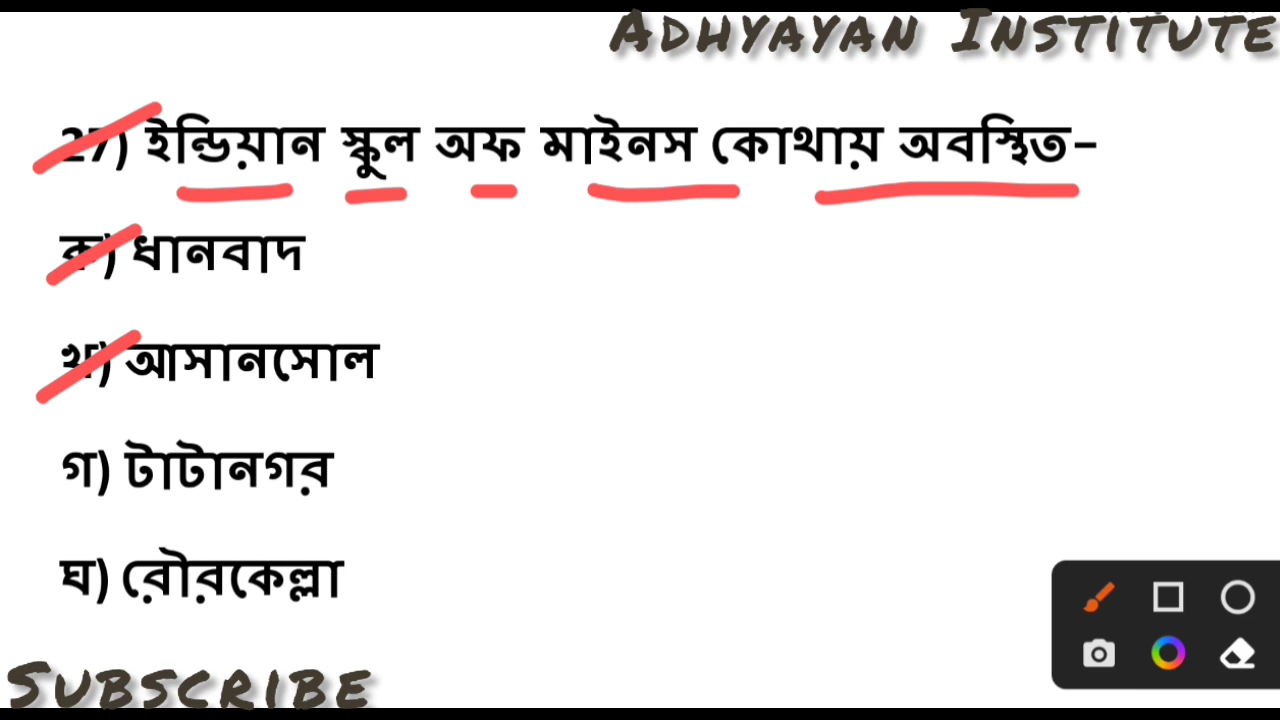 ADHYAYAN INSTITUTE
27) ইন্ডিয়ান স্কুল অফ মাইনস কোথায় অবস্থিত-
ক) ধানবাদ
খ) আসানসোল
গ) টাটানগর
ঘ) রৌরকেল্লা
SUBSCRIBE